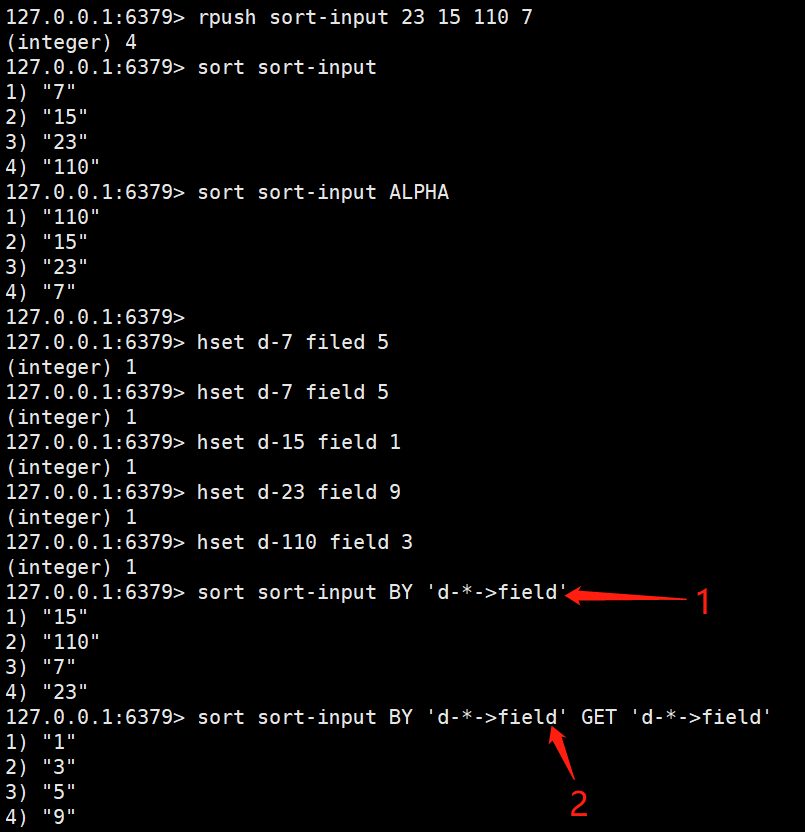 127.0.0.1:6379> rpush sort-input 23 15 110 7
(integer) 4
127.0.0.1:6379> sort sort-input
1) "7"
2) "15"
3) "23"
4) "110"
127.0.0.1:6379> sort sort-input ALPHA
1) "110"
2) "15"
3) "23"
4) "7"
127.0.0.1:6379>
127.0.0.1:6379> hset d-7 filed 5
(integer) 1
127.0.0.1:6379> hset d-7 field 5
(integer) 1
127.0.0.1:6379> hset d-15 field 1
(integer) 1
127.0.0.1:6379> hset d-23 field 9
(integer) 1
127.0.0.1:6379> hset d-110 field 3
(integer) 1
127.0.0.1:6379> sort sort-input BY 'd-*->field' 1
1) "15"
2) "110"
3) "7"
4) "23"
127.0.0.1:6379> sort sort-input BY 'd-*->field' GET 'd-*->field'
1) "1"
2) "3"
3) "5"
2
4) "9"